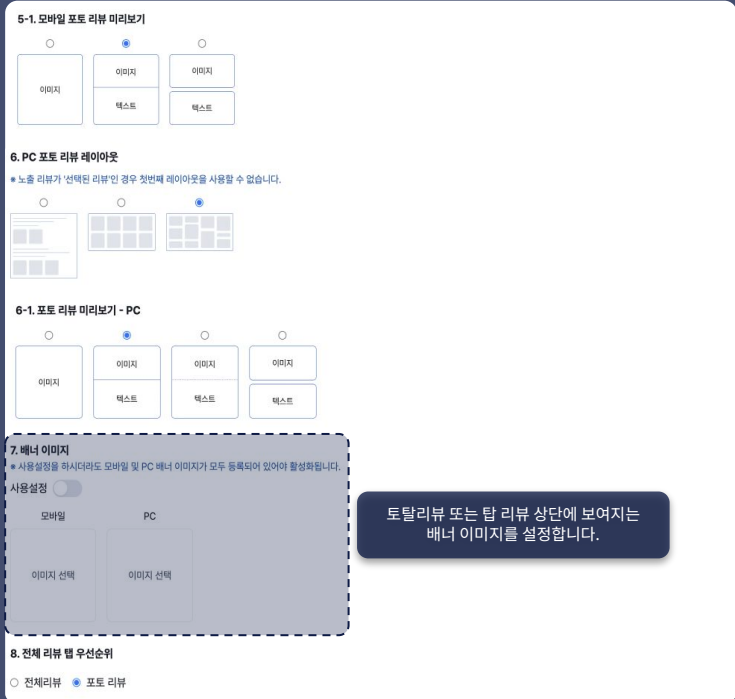 5-1. 모바일 포토 리뷰 미리보기
이미지
이미지
텍스트
이미지
텍스트
6. PC 포토 리뷰 레이아웃
※ 노출 리뷰가 '선택된 리뷰'인 경우 첫번째 레이아웃을 사용할 수 없습니다.
6-1. 포토 리뷰 미리보기 - PC
이미지
이미지
텍스트
이미지
텍스트
이미지
텍스트
7. 배너 이미지
※ 사용설정을 하시더라도 모바일 및 PC 배너 이미지가 모두 등록되어 있어야 활성화됩니다.
사용설정
모바일 PC
이미지 선택 이미지 선택
토탈리뷰 또는 탑 리뷰 상단에 보여지는
배너 이미지를 설정합니다.
8. 전체 리뷰 탭 우선순위
전체리뷰 포토 리뷰